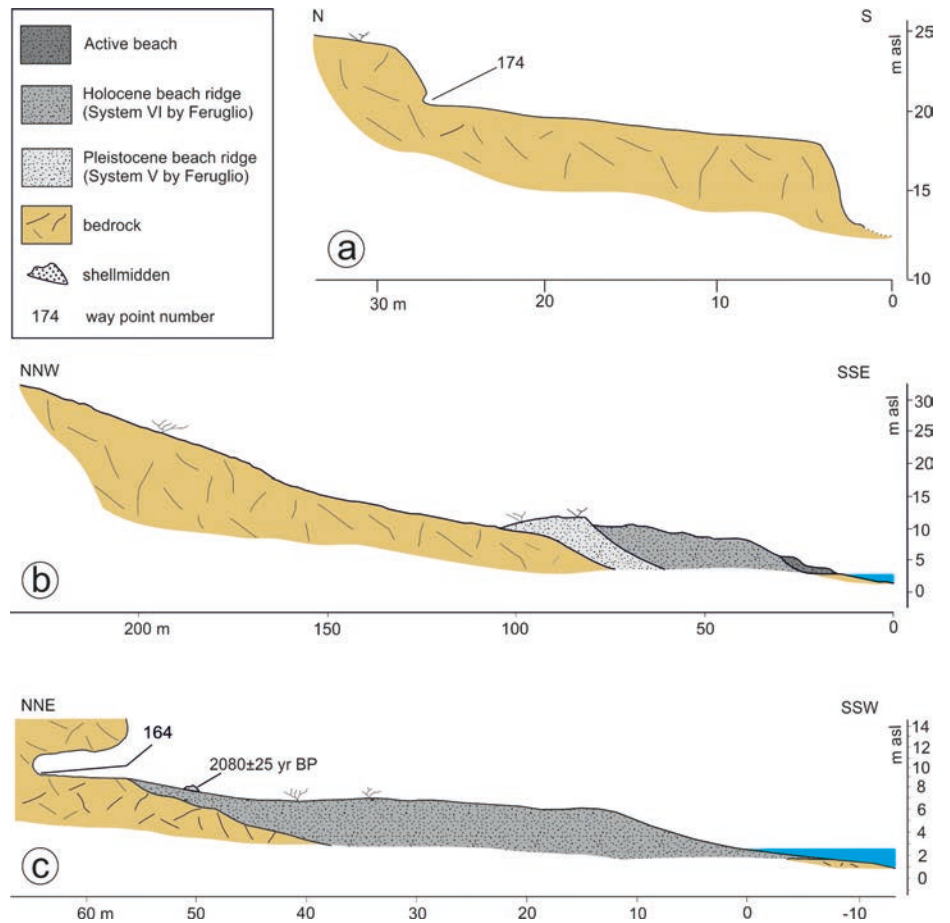 Active beach
Holocene beach ridge
(System VI by Feruglio)
Pleistocene beach ridge
(System V by Feruglio)
bedrock
shellmidden
174 way point number
N
S
174
m asl
25
20
15
10
a
30 m
20
10
0
NNW
SSE
m asl
30
25
20
15
10
5
0
b
200 m
150
100
50
0
NNE
SSW
164
2080±25 yr BP
m asl
14
12
10
8
6
4
2
0
c
60 m
50
40
30
20
10
0
-10